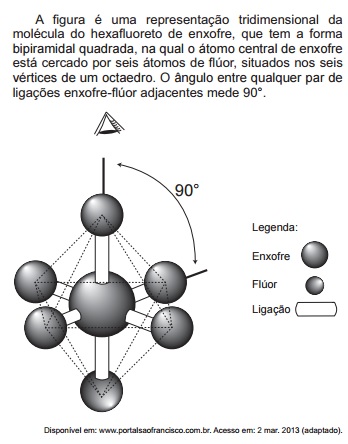 A figura é uma representação tridimensional da
molécula do hexafluoreto de enxofre, que tem a forma
bipiramidal quadrada, na qual o átomo central de enxofre
está cercado por seis átomos de flúor, situados nos seis
vértices de um octaedro. O ângulo entre qualquer par de
ligações enxofre-flúor adjacentes mede 90°.
90°
Legenda:
Enxofre
Flúor
Ligação
Disponível em: www.portalsaofrancisco.com.br. Acesso em: 2 mar. 2013 (adaptado).